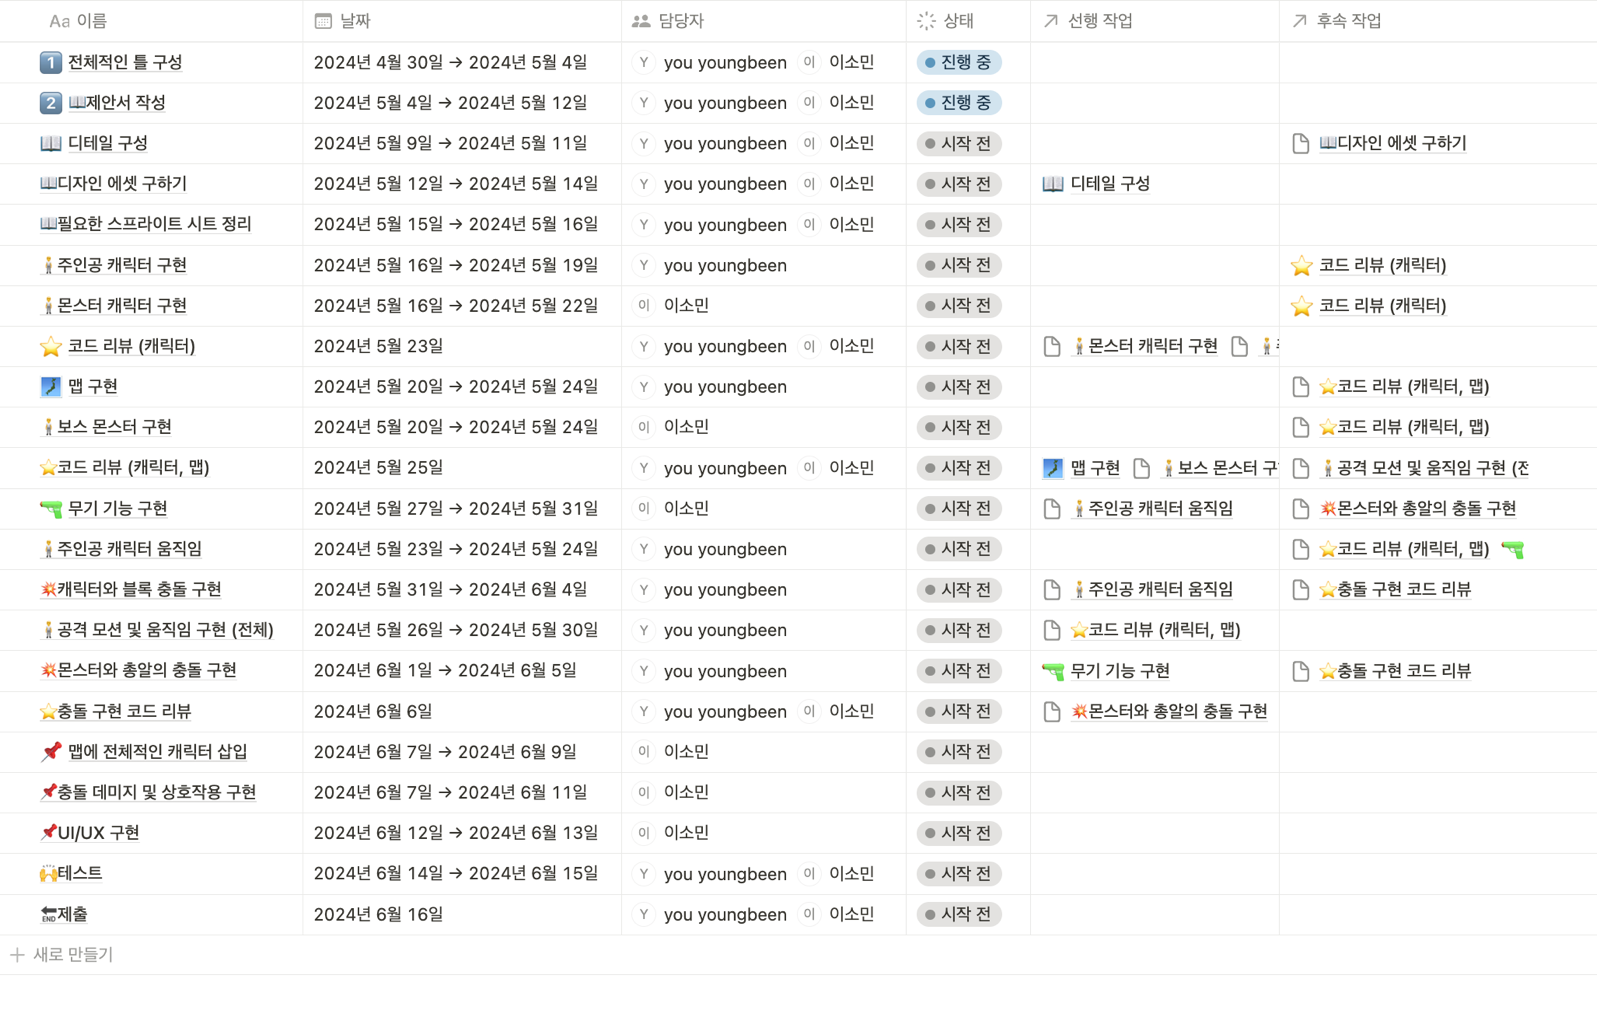 Aa 이름 날짜 담당자 상태 선행 작업 후속 작업
1 전체적인 틀 구성 2024년 4월 30일 → 2024년 5월 4일 Y you youngbeen 이 이소민 진행 중
2 📖제안서 작성 2024년 5월 4일 → 2024년 5월 12일 Y you youngbeen 이 이소민 진행 중
📖 디테일 구성 2024년 5월 9일 → 2024년 5월 11일 Y you youngbeen 이 이소민 시작 전 📖디자인 에셋 구하기
📖디자인 에셋 구하기 2024년 5월 12일 → 2024년 5월 14일 Y you youngbeen 이 이소민 시작 전 📖 디테일 구성
📖필요한 스프라이트 시트 정리 2024년 5월 15일 → 2024년 5월 16일 Y you youngbeen 이 이소민 시작 전
🧍주인공 캐릭터 구현 2024년 5월 16일 → 2024년 5월 19일 Y you youngbeen 시작 전 ⭐ 코드 리뷰 (캐릭터)
🧍몬스터 캐릭터 구현 2024년 5월 16일 → 2024년 5월 22일 이 이소민 시작 전 ⭐ 코드 리뷰 (캐릭터)
⭐ 코드 리뷰 (캐릭터) 2024년 5월 23일 Y you youngbeen 이 이소민 시작 전 🧍몬스터 캐릭터 구현 🧍
🗾 맵 구현 2024년 5월 20일 → 2024년 5월 24일 Y you youngbeen 시작 전 ⭐코드 리뷰 (캐릭터, 맵)
🧍보스 몬스터 구현 2024년 5월 20일 → 2024년 5월 24일 이 이소민 시작 전 ⭐코드 리뷰 (캐릭터, 맵)
⭐코드 리뷰 (캐릭터, 맵) 2024년 5월 25일 Y you youngbeen 이 이소민 시작 전 🗾 맵 구현 🧍보스 몬스터 구 🧍공격 모션 및 움직임 구현 (전
🔫 무기 기능 구현 2024년 5월 27일 → 2024년 5월 31일 이 이소민 시작 전 🧍주인공 캐릭터 움직임 💥몬스터와 총알의 충돌 구현
🧍주인공 캐릭터 움직임 2024년 5월 23일 → 2024년 5월 24일 Y you youngbeen 시작 전 ⭐코드 리뷰 (캐릭터, 맵) 🔫
💥캐릭터와 블록 충돌 구현 2024년 5월 31일 → 2024년 6월 4일 Y you youngbeen 시작 전 🧍주인공 캐릭터 움직임 ⭐충돌 구현 코드 리뷰
🧍공격 모션 및 움직임 구현 (전체) 2024년 5월 26일 → 2024년 5월 30일 Y you youngbeen 시작 전 ⭐코드 리뷰 (캐릭터, 맵)
💥몬스터와 총알의 충돌 구현 2024년 6월 1일 → 2024년 6월 5일 Y you youngbeen 시작 전 🔫 무기 기능 구현 ⭐충돌 구현 코드 리뷰
⭐충돌 구현 코드 리뷰 2024년 6월 6일 Y you youngbeen 이 이소민 시작 전 💥몬스터와 총알의 충돌 구현
📌 맵에 전체적인 캐릭터 삽입 2024년 6월 7일 → 2024년 6월 9일 이 이소민 시작 전
📌충돌 데미지 및 상호작용 구현 2024년 6월 7일 → 2024년 6월 11일 이 이소민 시작 전
📌UI/UX 구현 2024년 6월 12일 → 2024년 6월 13일 이 이소민 시작 전
🙌테스트 2024년 6월 14일 → 2024년 6월 15일 Y you youngbeen 이 이소민 시작 전
🔚제출 2024년 6월 16일 Y you youngbeen 이 이소민 시작 전
+ 새로 만들기